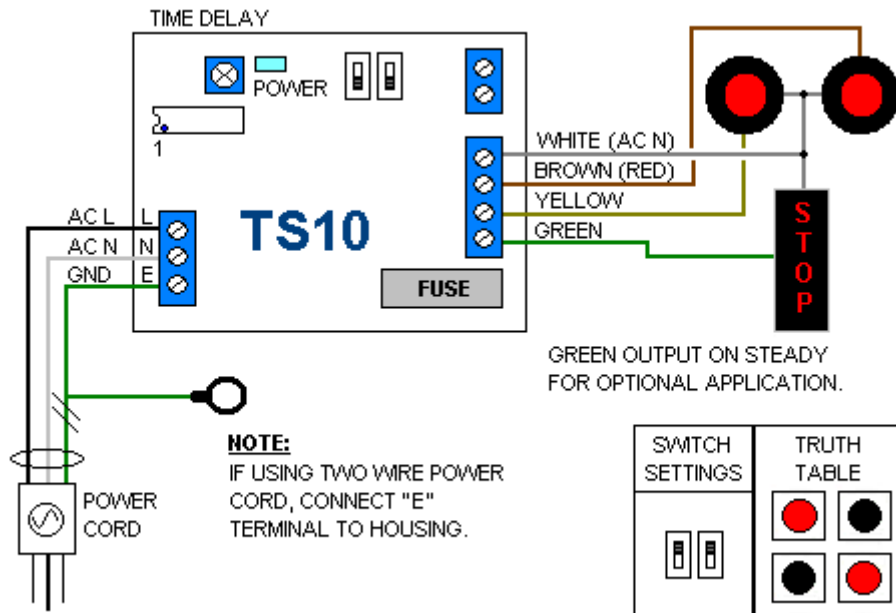 TIME DELAY
POWER
1
WHITE (AC N)
BROWN (RED)
YELLOW
GREEN
AC L L
AC N N
GND E
TS10
FUSE
STOP
GREEN OUTPUT ON STEADY
FOR OPTIONAL APPLICATION.
NOTE:
IF USING TWO WIRE POWER
CORD, CONNECT "E"
TERMINAL TO HOUSING.
POWER
CORD
SWITCH
SETTINGS
TRUTH
TABLE